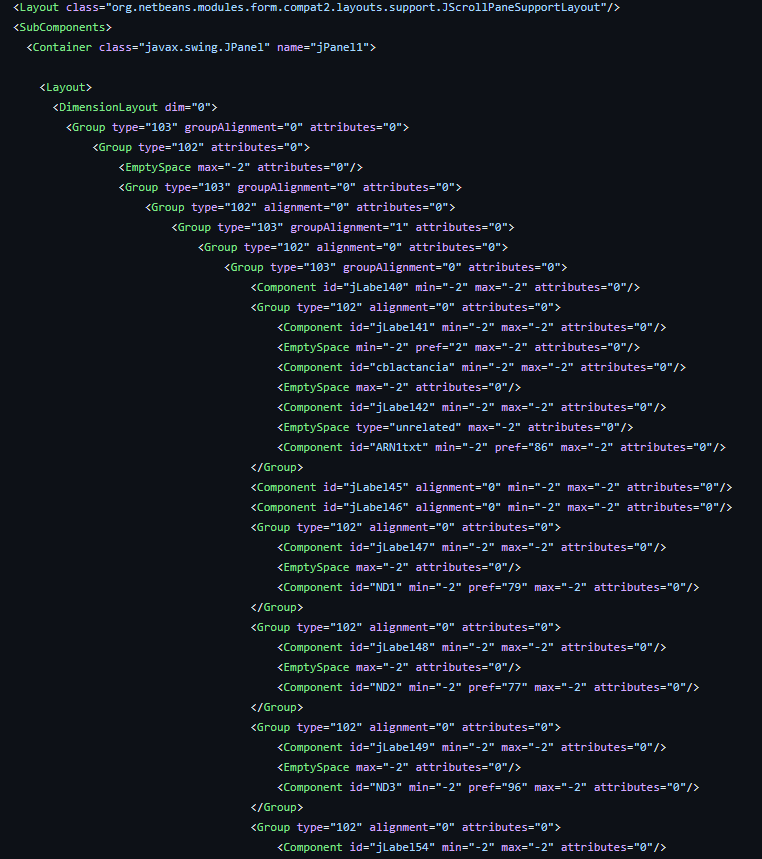 <Layout class="org.netbeans.modules.form.compat2.layouts.support.JScrollPaneSupportLayout"/>
<SubComponents>
<Container class="javax.swing.JPanel" name="jPanel1">
<Layout>
<DimensionLayout dim="0">
<Group type="103" groupAlignment="0" attributes="0">
<Group type="102" attributes="0">
<EmptySpace max="-2" attributes="0"/>
<Group type="103" groupAlignment="0" attributes="0">
<Group type="102" alignment="0" attributes="0">
<Group type="103" groupAlignment="1" attributes="0">
<Group type="102" alignment="0" attributes="0">
<Group type="103" groupAlignment="0" attributes="0">
<Component id="jLabel40" min="-2" max="-2" attributes="0"/>
<Group type="102" alignment="0" attributes="0">
<Component id="jLabel41" min="-2" max="-2" attributes="0"/>
<EmptySpace min="-2" pref="2" max="-2" attributes="0"/>
<Component id="cblactancia" min="-2" max="-2" attributes="0"/>
<EmptySpace max="-2" attributes="0"/>
<Component id="jLabel42" min="-2" max="-2" attributes="0"/>
<EmptySpace type="unrelated" max="-2" attributes="0"/>
<Component id="ARN1txt" min="-2" pref="86" max="-2" attributes="0"/>
</Group>
<Component id="jLabel45" alignment="0" min="-2" max="-2" attributes="0"/>
<Component id="jLabel46" alignment="0" min="-2" max="-2" attributes="0"/>
<Group type="102" alignment="0" attributes="0">
<Component id="jLabel47" min="-2" max="-2" attributes="0"/>
<EmptySpace max="-2" attributes="0"/>
<Component id="ND1" min="-2" pref="79" max="-2" attributes="0"/>
</Group>
<Group type="102" alignment="0" attributes="0">
<Component id="jLabel48" min="-2" max="-2" attributes="0"/>
<EmptySpace max="-2" attributes="0"/>
<Component id="ND2" min="-2" pref="77" max="-2" attributes="0"/>
</Group>
<Group type="102" alignment="0" attributes="0">
<Component id="jLabel49" min="-2" max="-2" attributes="0"/>
<EmptySpace max="-2" attributes="0"/>
<Component id="ND3" min="-2" pref="96" max="-2" attributes="0"/>
</Group>
<Group type="102" alignment="0" attributes="0">
<Component id="jLabel54" min="-2" max="-2" attributes="0"/>